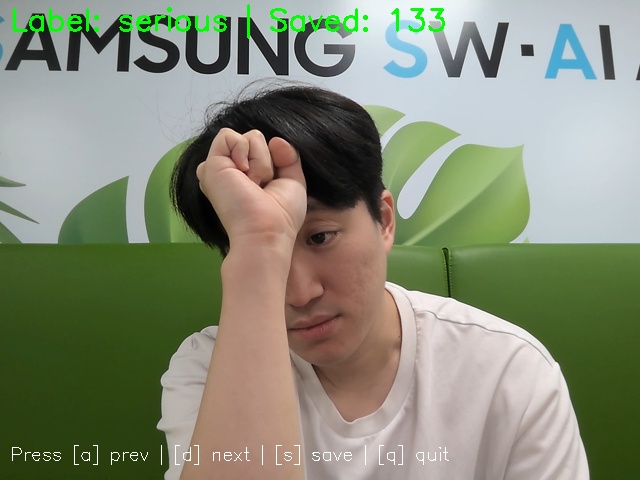 Label: serious | Saved: 133
SAMSUNG SW·AI
Press [a] prev | [d] next | [s] save | [q] quit